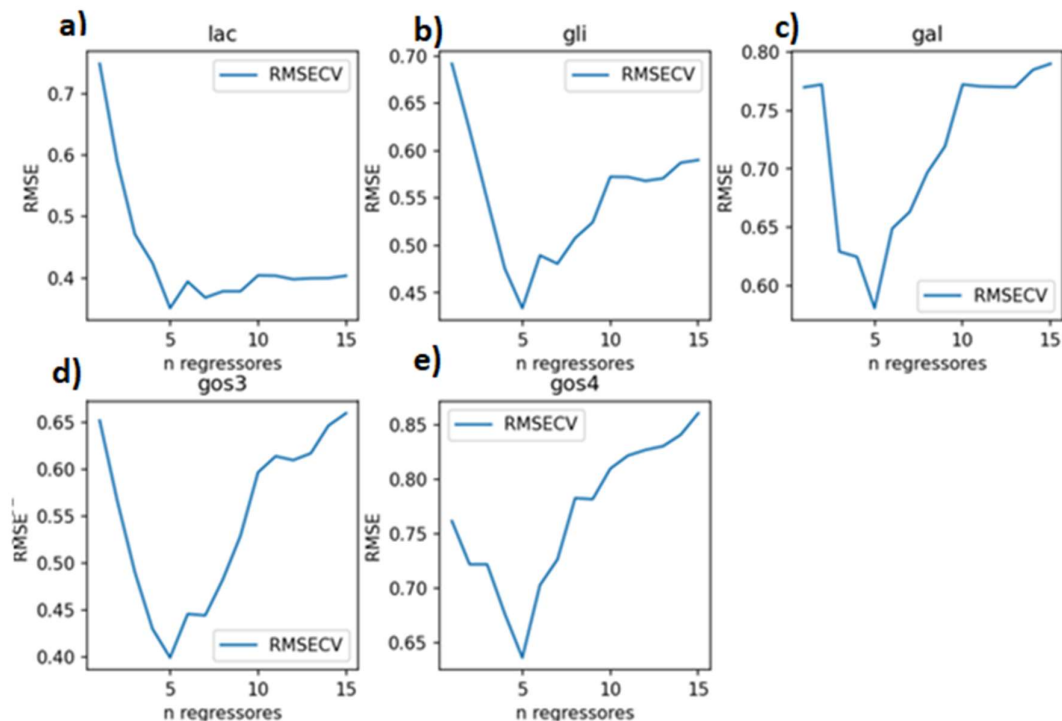 a)
lac
RMSECV
0.7
0.6
0.5
0.4
RMSE
5 10 15
n regressores
b)
gli
RMSECV
0.70
0.65
0.60
0.55
0.50
0.45
RMSE
5 10 15
n regressores
c)
gal
0.80
0.75
0.70
0.65
0.60
RMSE
RMSECV
5 10 15
n regressores
d)
gos3
0.65
0.60
0.55
0.50
0.45
0.40
RMSE
RMSECV
5 10 15
n regressores
e)
gos4
RMSECV
0.85
0.80
0.75
0.70
0.65
RMSE
5 10 15
n regressores